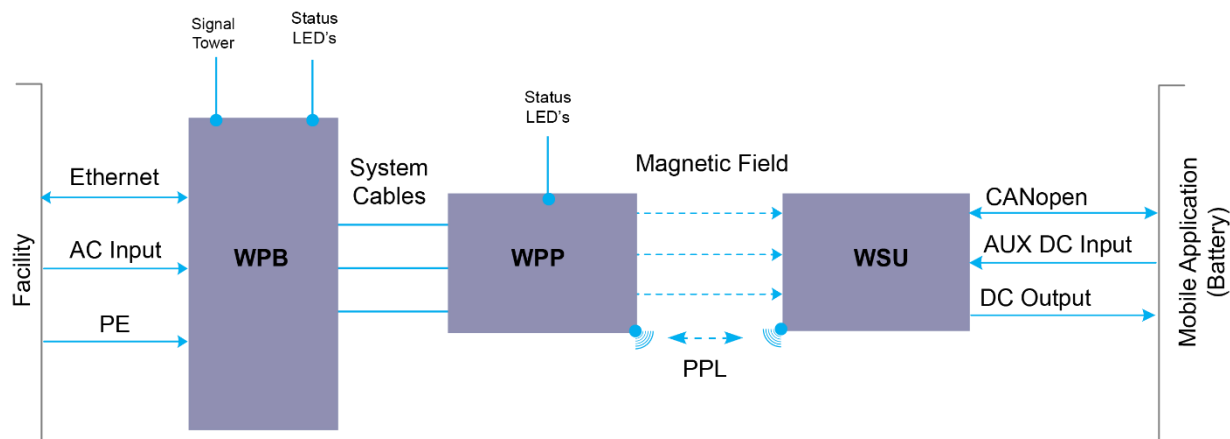 Signal
Tower
Status
LED's
Status
LED's
Facility
Ethernet
AC Input
PE
WPB
System
Cables
WPP
Magnetic Field
PPL
WSU
CANopen
AUX DC Input
DC Output
Mobile Application
(Battery)